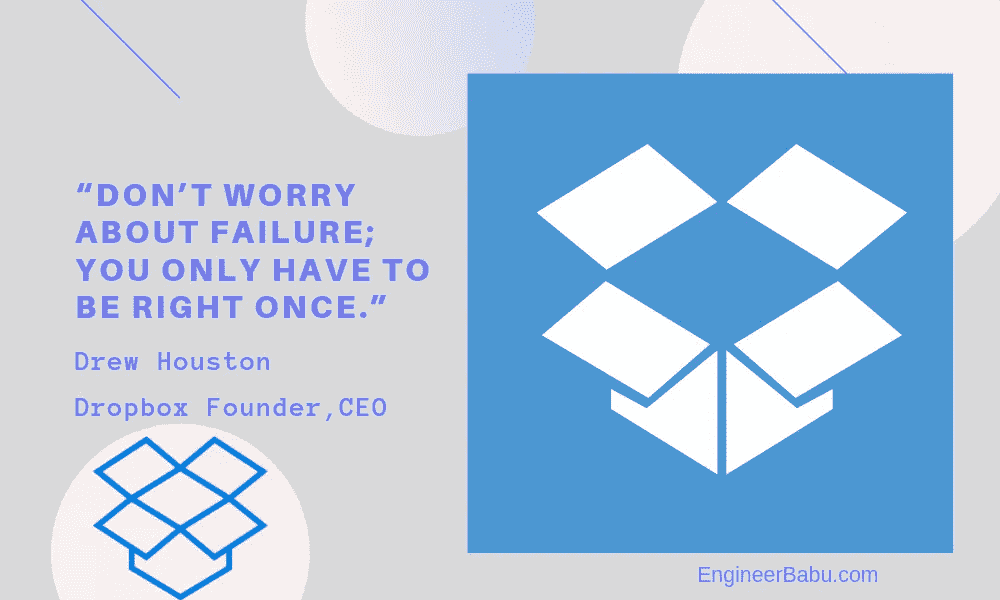 “DON’T WORRY
ABOUT FAILURE;
YOU ONLY HAVE TO
BE RIGHT ONCE.”
Drew Houston
Dropbox Founder,CEO
EngineerBabu.com